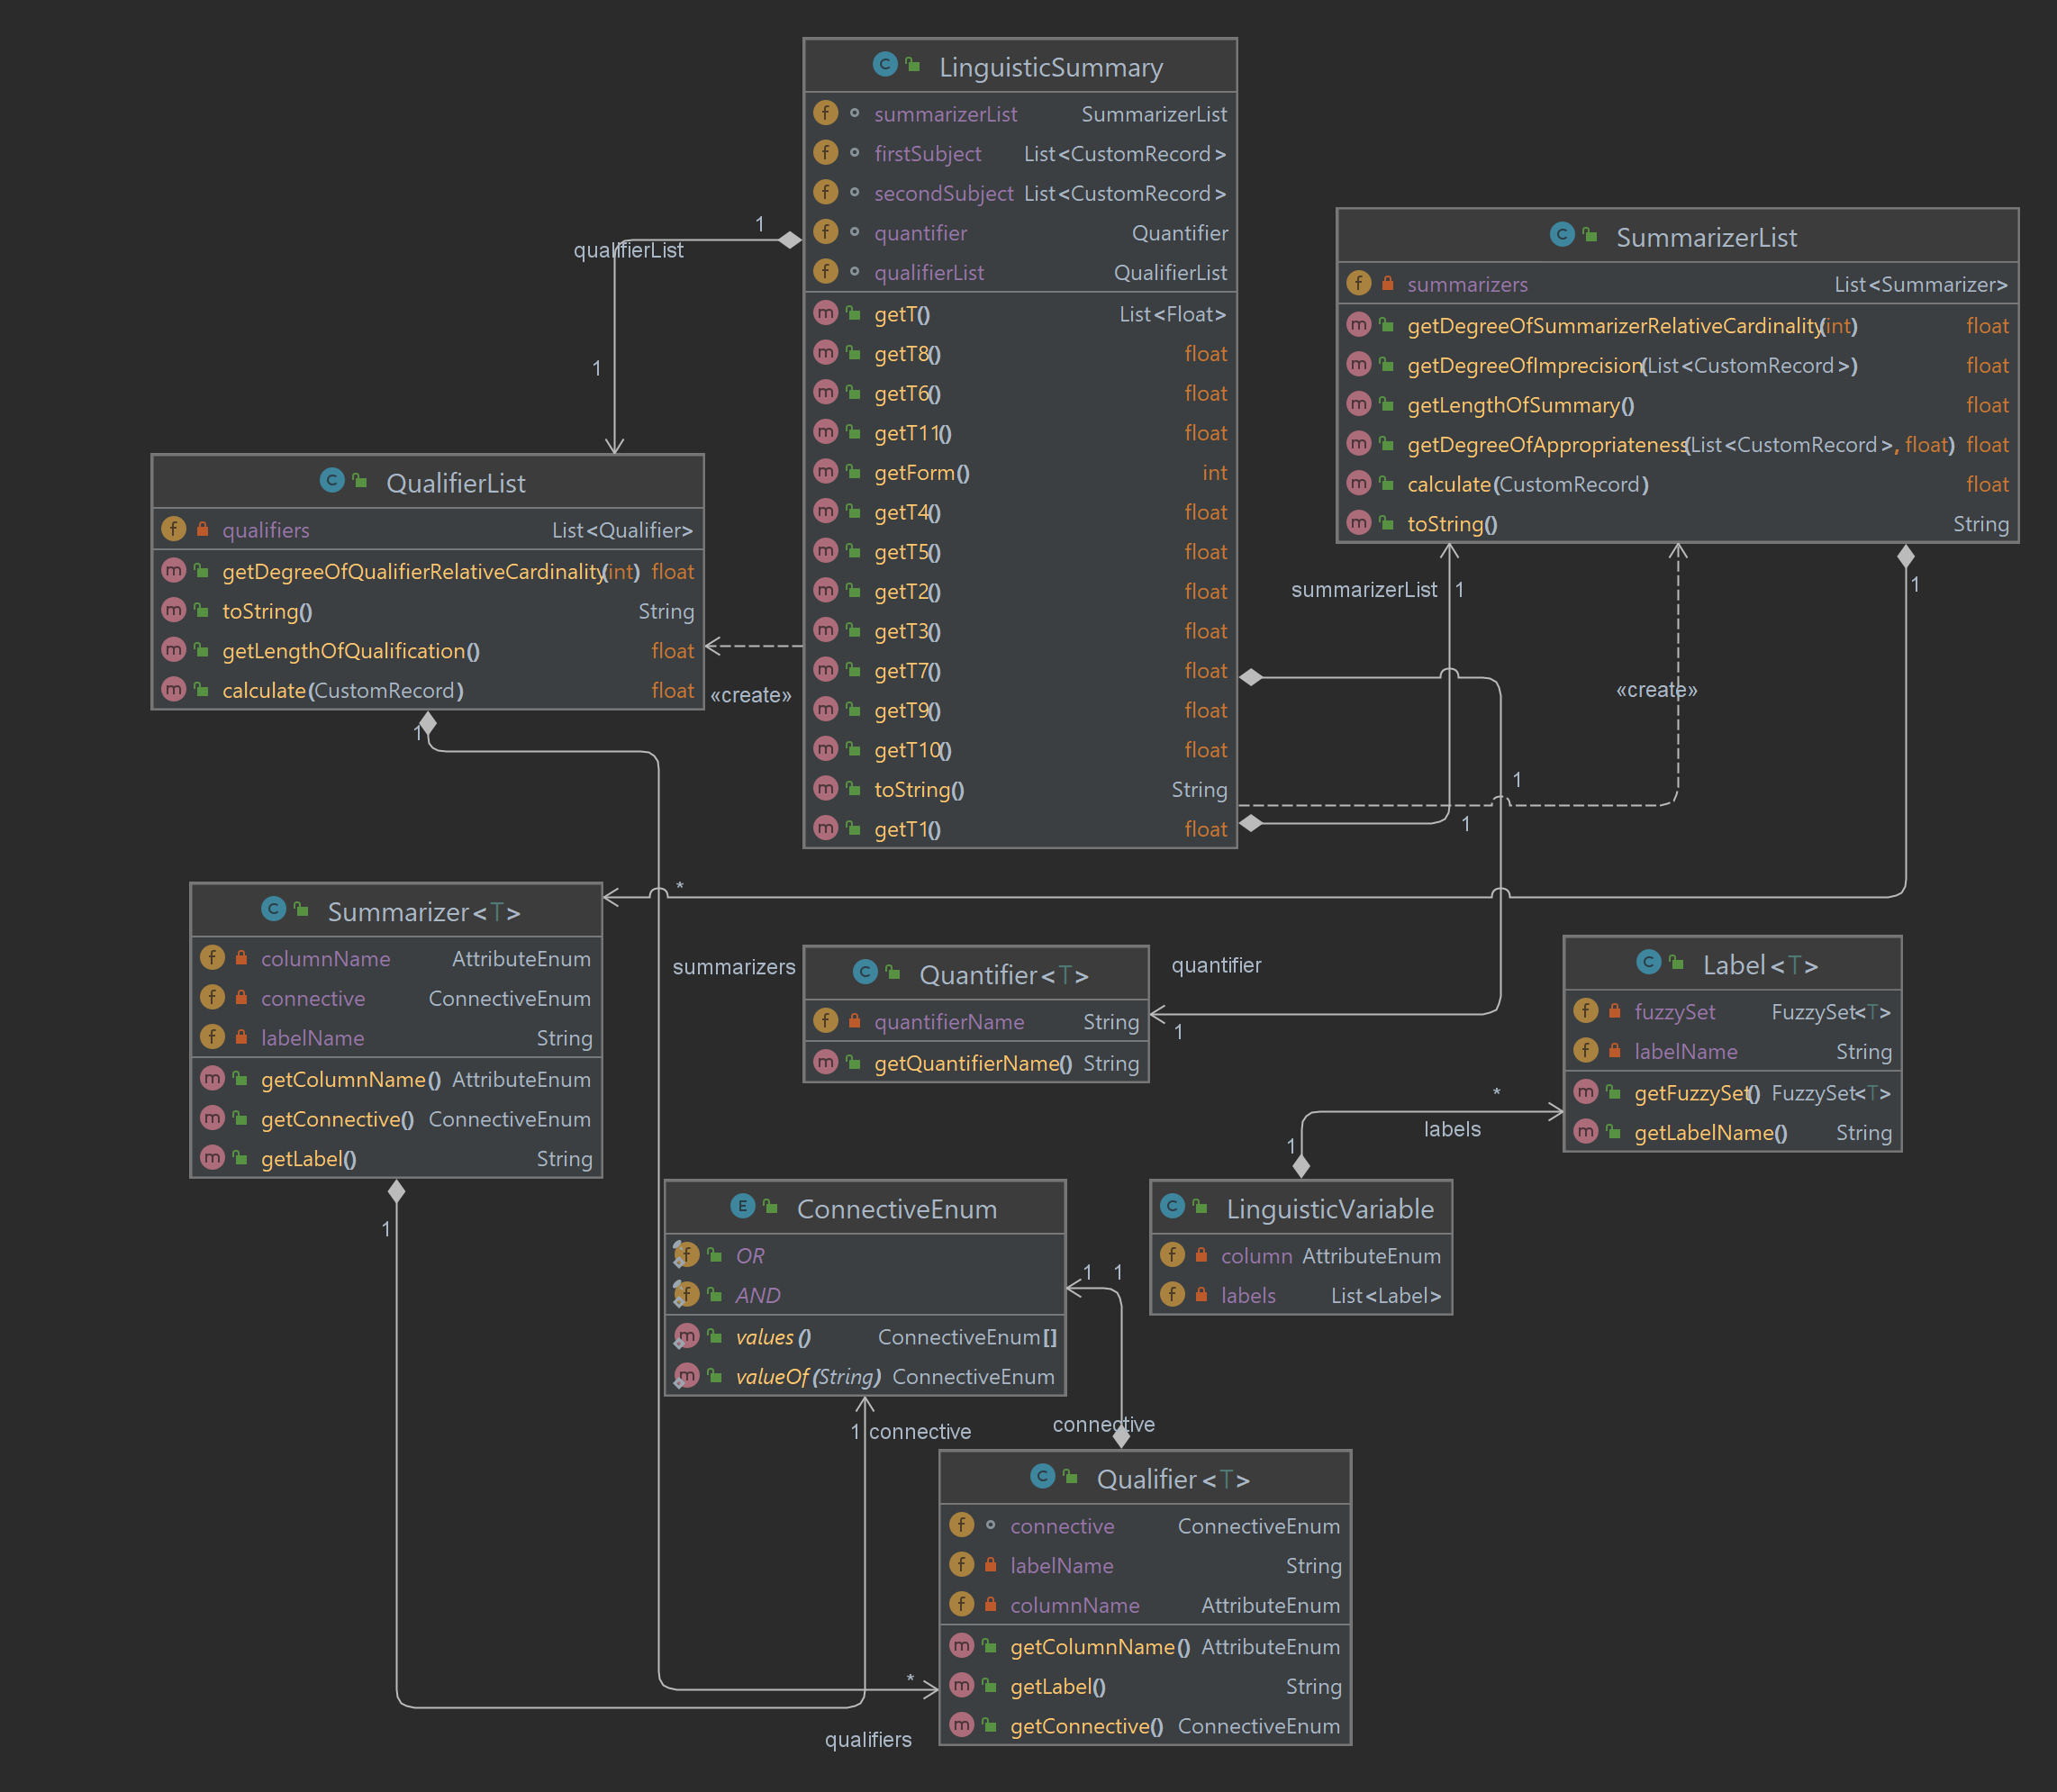 LinguisticSummary
summarizerList SummarizerList
firstSubject List<CustomRecord>
secondSubject List<CustomRecord>
quantifier Quantifier
qualifierList QualifierList
getT() List<Float>
getT8() float
getT6() float
getT11() float
getForm() int
getT4() float
getT5() float
getT2() float
getT3() float
getT7() float
getT9() float
getT10() float
toString() String
getT1() float
1
qualifierList
1
SummarizerList
summarizers List<Summarizer>
getDegreeOfSummarizerRelativeCardinality(int) float
getDegreeOfImprecision(List<CustomRecord>) float
getLengthOfSummary() float
getDegreeOfAppropriateness(List<CustomRecord>, float) float
calculate(CustomRecord) float
toString() String
QualifierList
qualifiers List<Qualifier>
getDegreeOfQualifierRelativeCardinality(int) float
toString() String
getLengthOfQualification() float
calculate(CustomRecord) float
«create»
1
summarizerList 1
1
«create»
1
1
*
Summarizer<T>
columnName AttributeEnum
connective ConnectiveEnum
labelName String
getColumnName() AttributeEnum
getConnective() ConnectiveEnum
getLabel() String
summarizers
Quantifier<T>
quantifierName String
getQuantifierName() String
quantifier
1
Label<T>
fuzzySet FuzzySet<T>
labelName String
getFuzzySet() FuzzySet<T>
getLabelName() String
*
labels
1
1
ConnectiveEnum
OR
AND
values() ConnectiveEnum[]
valueOf(String) ConnectiveEnum
LinguisticVariable
column AttributeEnum
labels List<Label>
1 1
1 connective
connective
Qualifier<T>
connective ConnectiveEnum
labelName String
columnName AttributeEnum
getColumnName() AttributeEnum
getLabel() String
getConnective() ConnectiveEnum
*
qualifiers